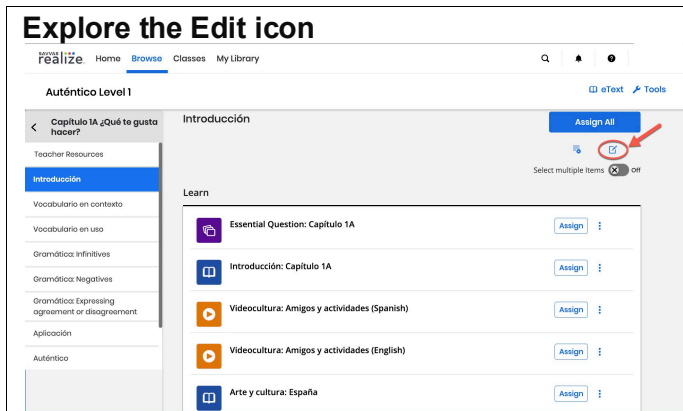 Explore the Edit icon
SAVVAS
realize. Home Browse Classes My Library
Auténtico Level 1
eText Tools
Capítulo 1A ¿Qué te gusta
hacer?
Teacher Resources
Introducción
Vocabulario en contexto
Vocabulario en uso
Gramática: Infinitives
Gramática: Negatives
Gramática: Expressing
agreement or disagreement
Aplicación
Auténtico
Introducción
Assign All
Select multiple items Off
Learn
Essential Question: Capítulo 1A Assign
Introducción: Capítulo 1A Assign
Videocultura: Amigos y actividades (Spanish) Assign
Videocultura: Amigos y actividades (English) Assign
Arte y cultura: España Assign